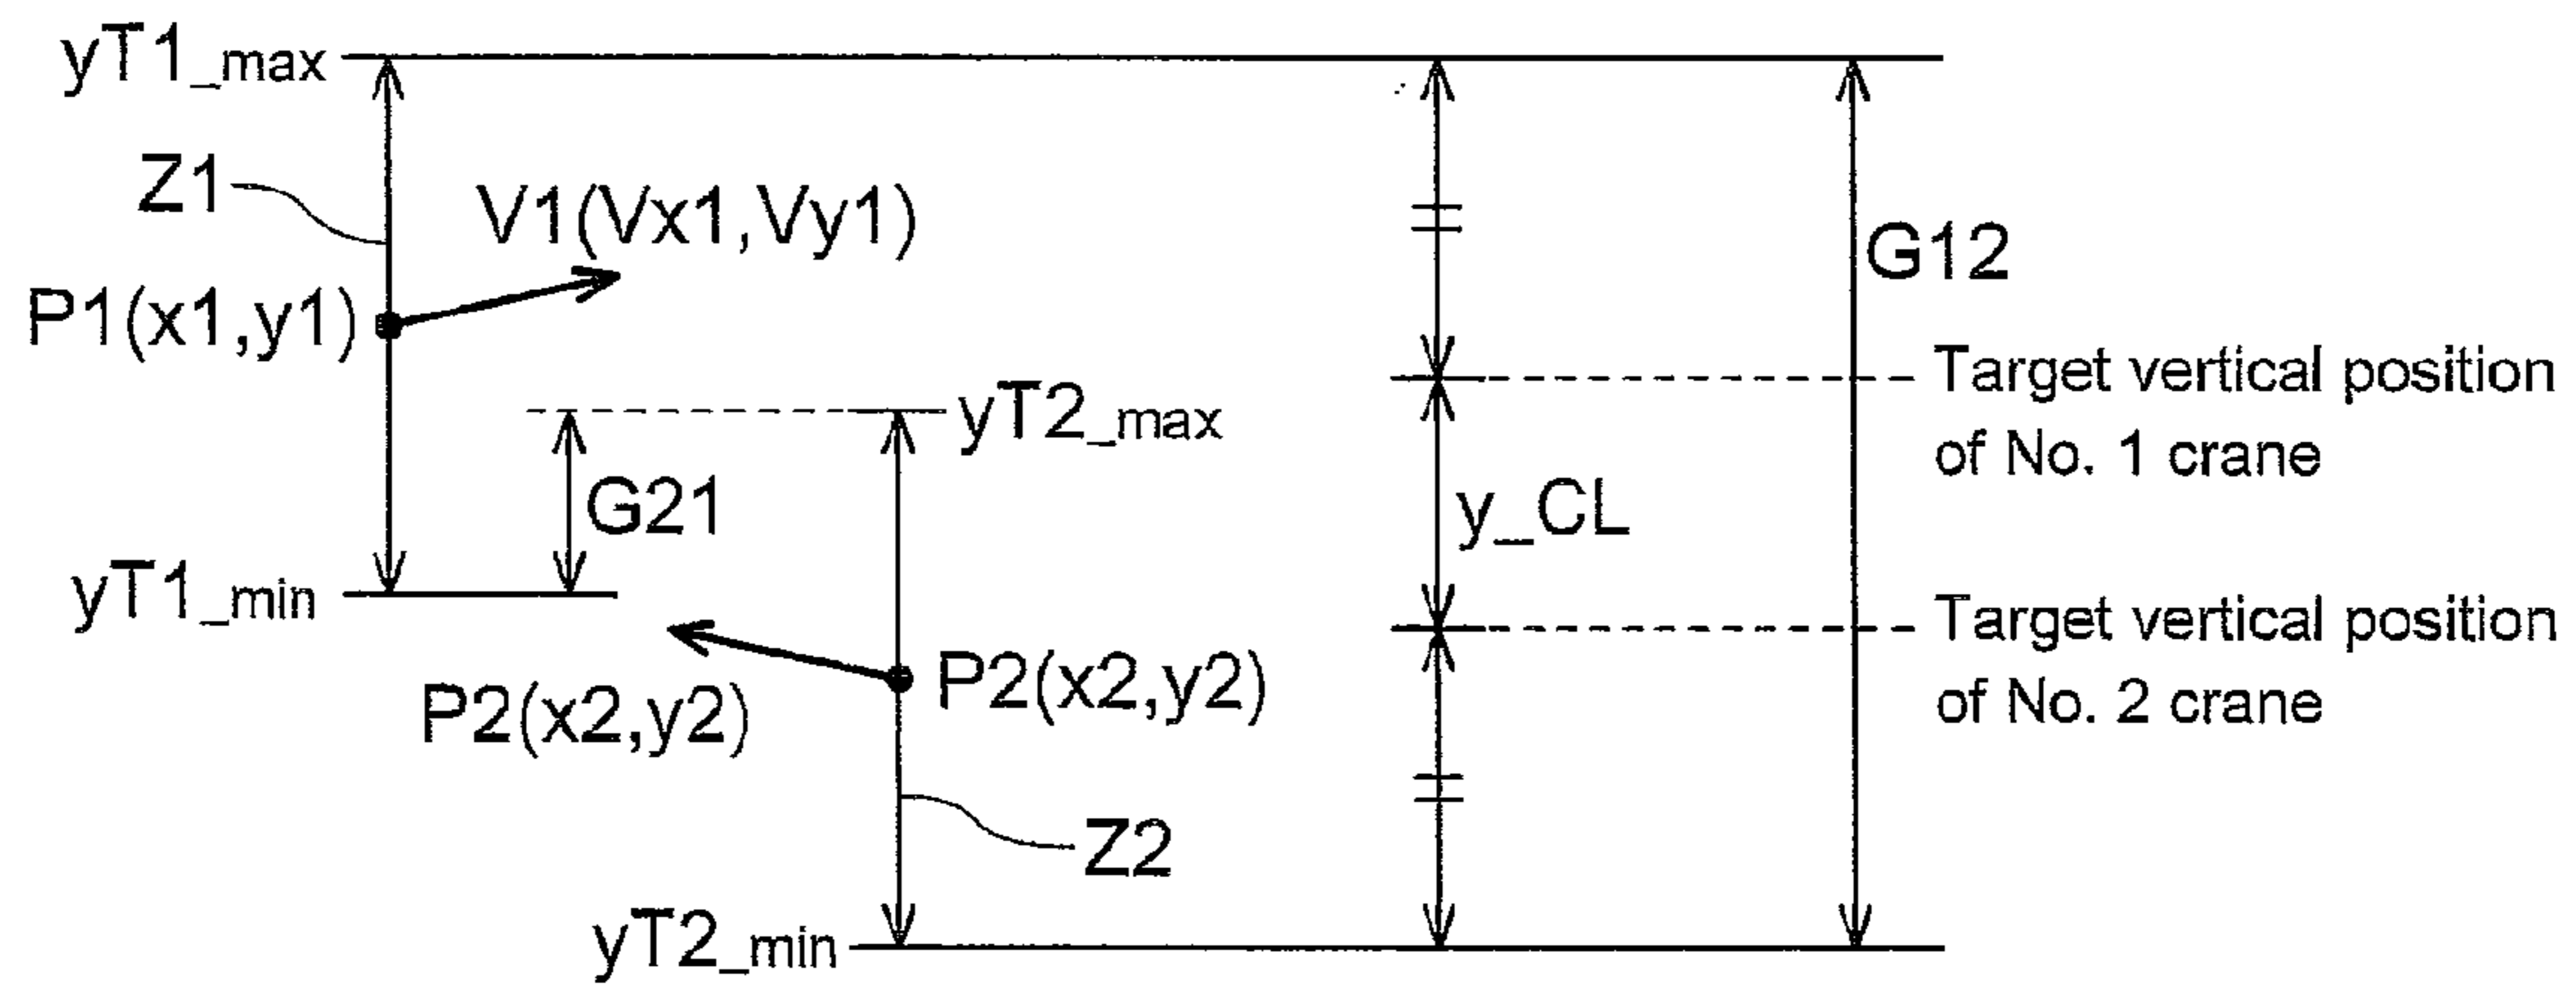 yT1_max
Z1
V1(Vx1,Vy1)
G12
P1(x1,y1)
Target vertical position
of No. 1 crane
yT2_max
G21
y_CL
yT1_min
Target vertical position
of No. 2 crane
P2(x2,y2)
P2(x2,y2)
Z2
yT2_min